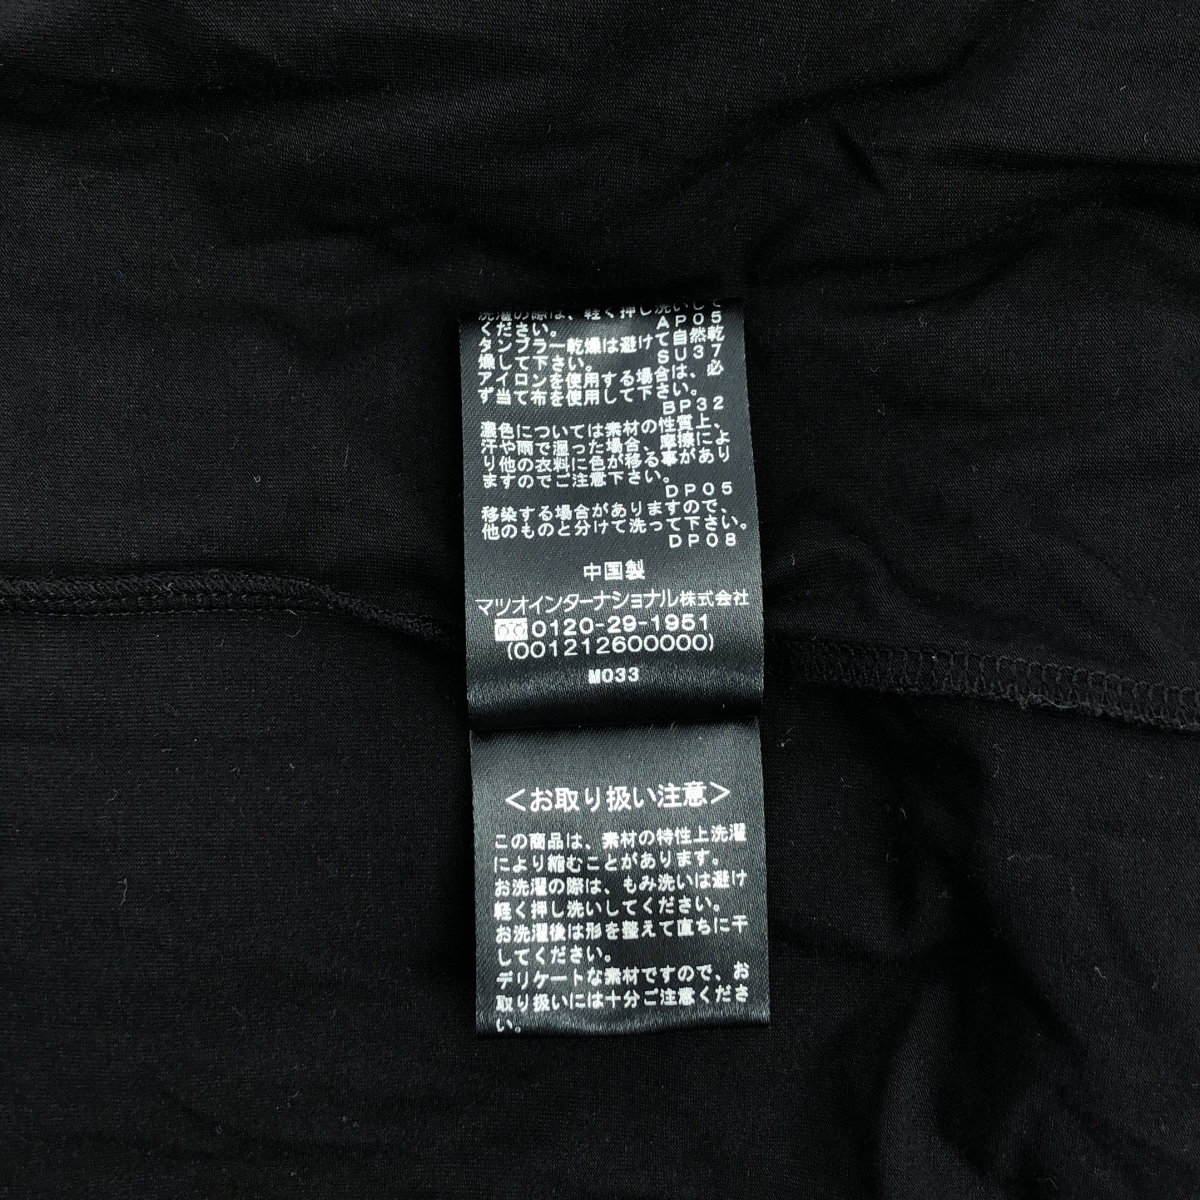 洗濯の際は、軽く押し洗いして
ください。
AP05
タンブラー乾燥は避けて自然乾
燥して下さい。
SU37
アイロンを使用する場合は、必
ず当て布を使用して下さい。
BP32
濃色については素材の性質上、
汗や雨で湿った場合、摩擦によ
り他の衣料に色が移る事があり
ますのでご注意下さい。
DP05
移染する場合がありますので、
他のものと分けて洗って下さい。
DP08
中国製
マツオインターナショナル株式会社
0120-29-1951
(001212600000)
M033
<お取り扱い注意>
この商品は、素材の特性上洗濯
により縮むことがあります。
お洗濯の際は、もみ洗いは避け
軽く押し洗いしてください。
お洗濯後は形を整えて直ちに干
してください。
デリケートな素材ですので、お
取り扱いには十分ご注意くださ
い。